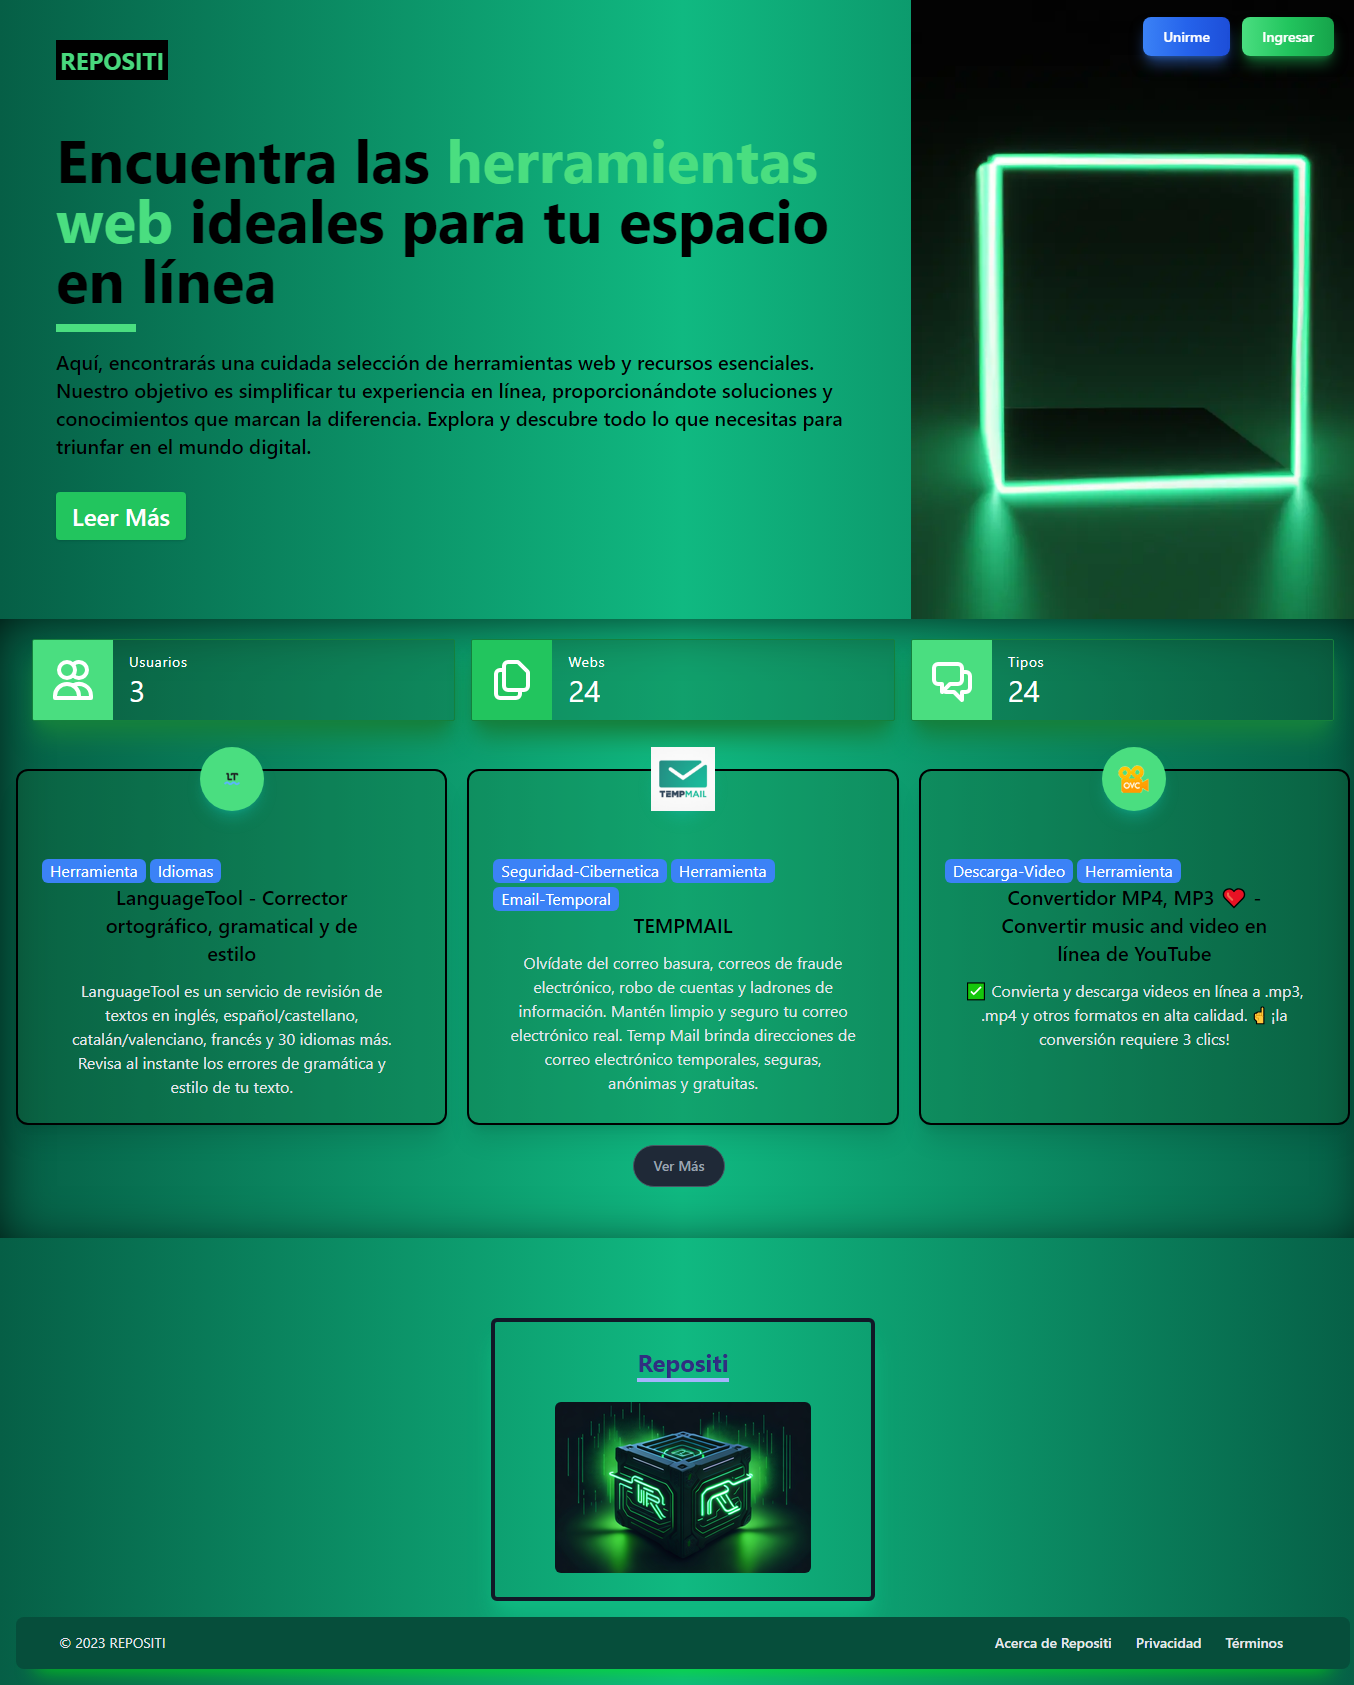 REPOSITI
Unirme
Ingresar
Encuentra las herramientas
web ideales para tu espacio
en línea
Aquí, encontrarás una cuidada selección de herramientas web y recursos esenciales.
Nuestro objetivo es simplificar tu experiencia en línea, proporcionándote soluciones y
conocimientos que marcan la diferencia. Explora y descubre todo lo que necesitas para
triunfar en el mundo digital.
Leer Más
Usuarios
3
Webs
24
Tipos
24
LT
Herramienta Idiomas
LanguageTool - Corrector
ortográfico, gramatical y de
estilo
LanguageTool es un servicio de revisión de
textos en inglés, español/castellano,
catalán/valenciano, francés y 30 idiomas más.
Revisa al instante los errores de gramática y
estilo de tu texto.
TEMPMAIL
Seguridad-Cibernetica Herramienta
Email-Temporal
TEMPMAIL
Olvídate del correo basura, correos de fraude
electrónico, robo de cuentas y ladrones de
información. Mantén limpio y seguro tu correo
electrónico real. Temp Mail brinda direcciones de
correo electrónico temporales, seguras,
anónimas y gratuitas.
OVC
Descarga-Video Herramienta
Convertidor MP4, MP3 ❤️ -
Convertir music and video en
línea de YouTube
✅ Convierta y descarga videos en línea a .mp3,
.mp4 y otros formatos en alta calidad. ☝️ ¡la
conversión requiere 3 clics!
Ver Más
Repositi
© 2023 REPOSITI
Acerca de Repositi
Privacidad
Términos